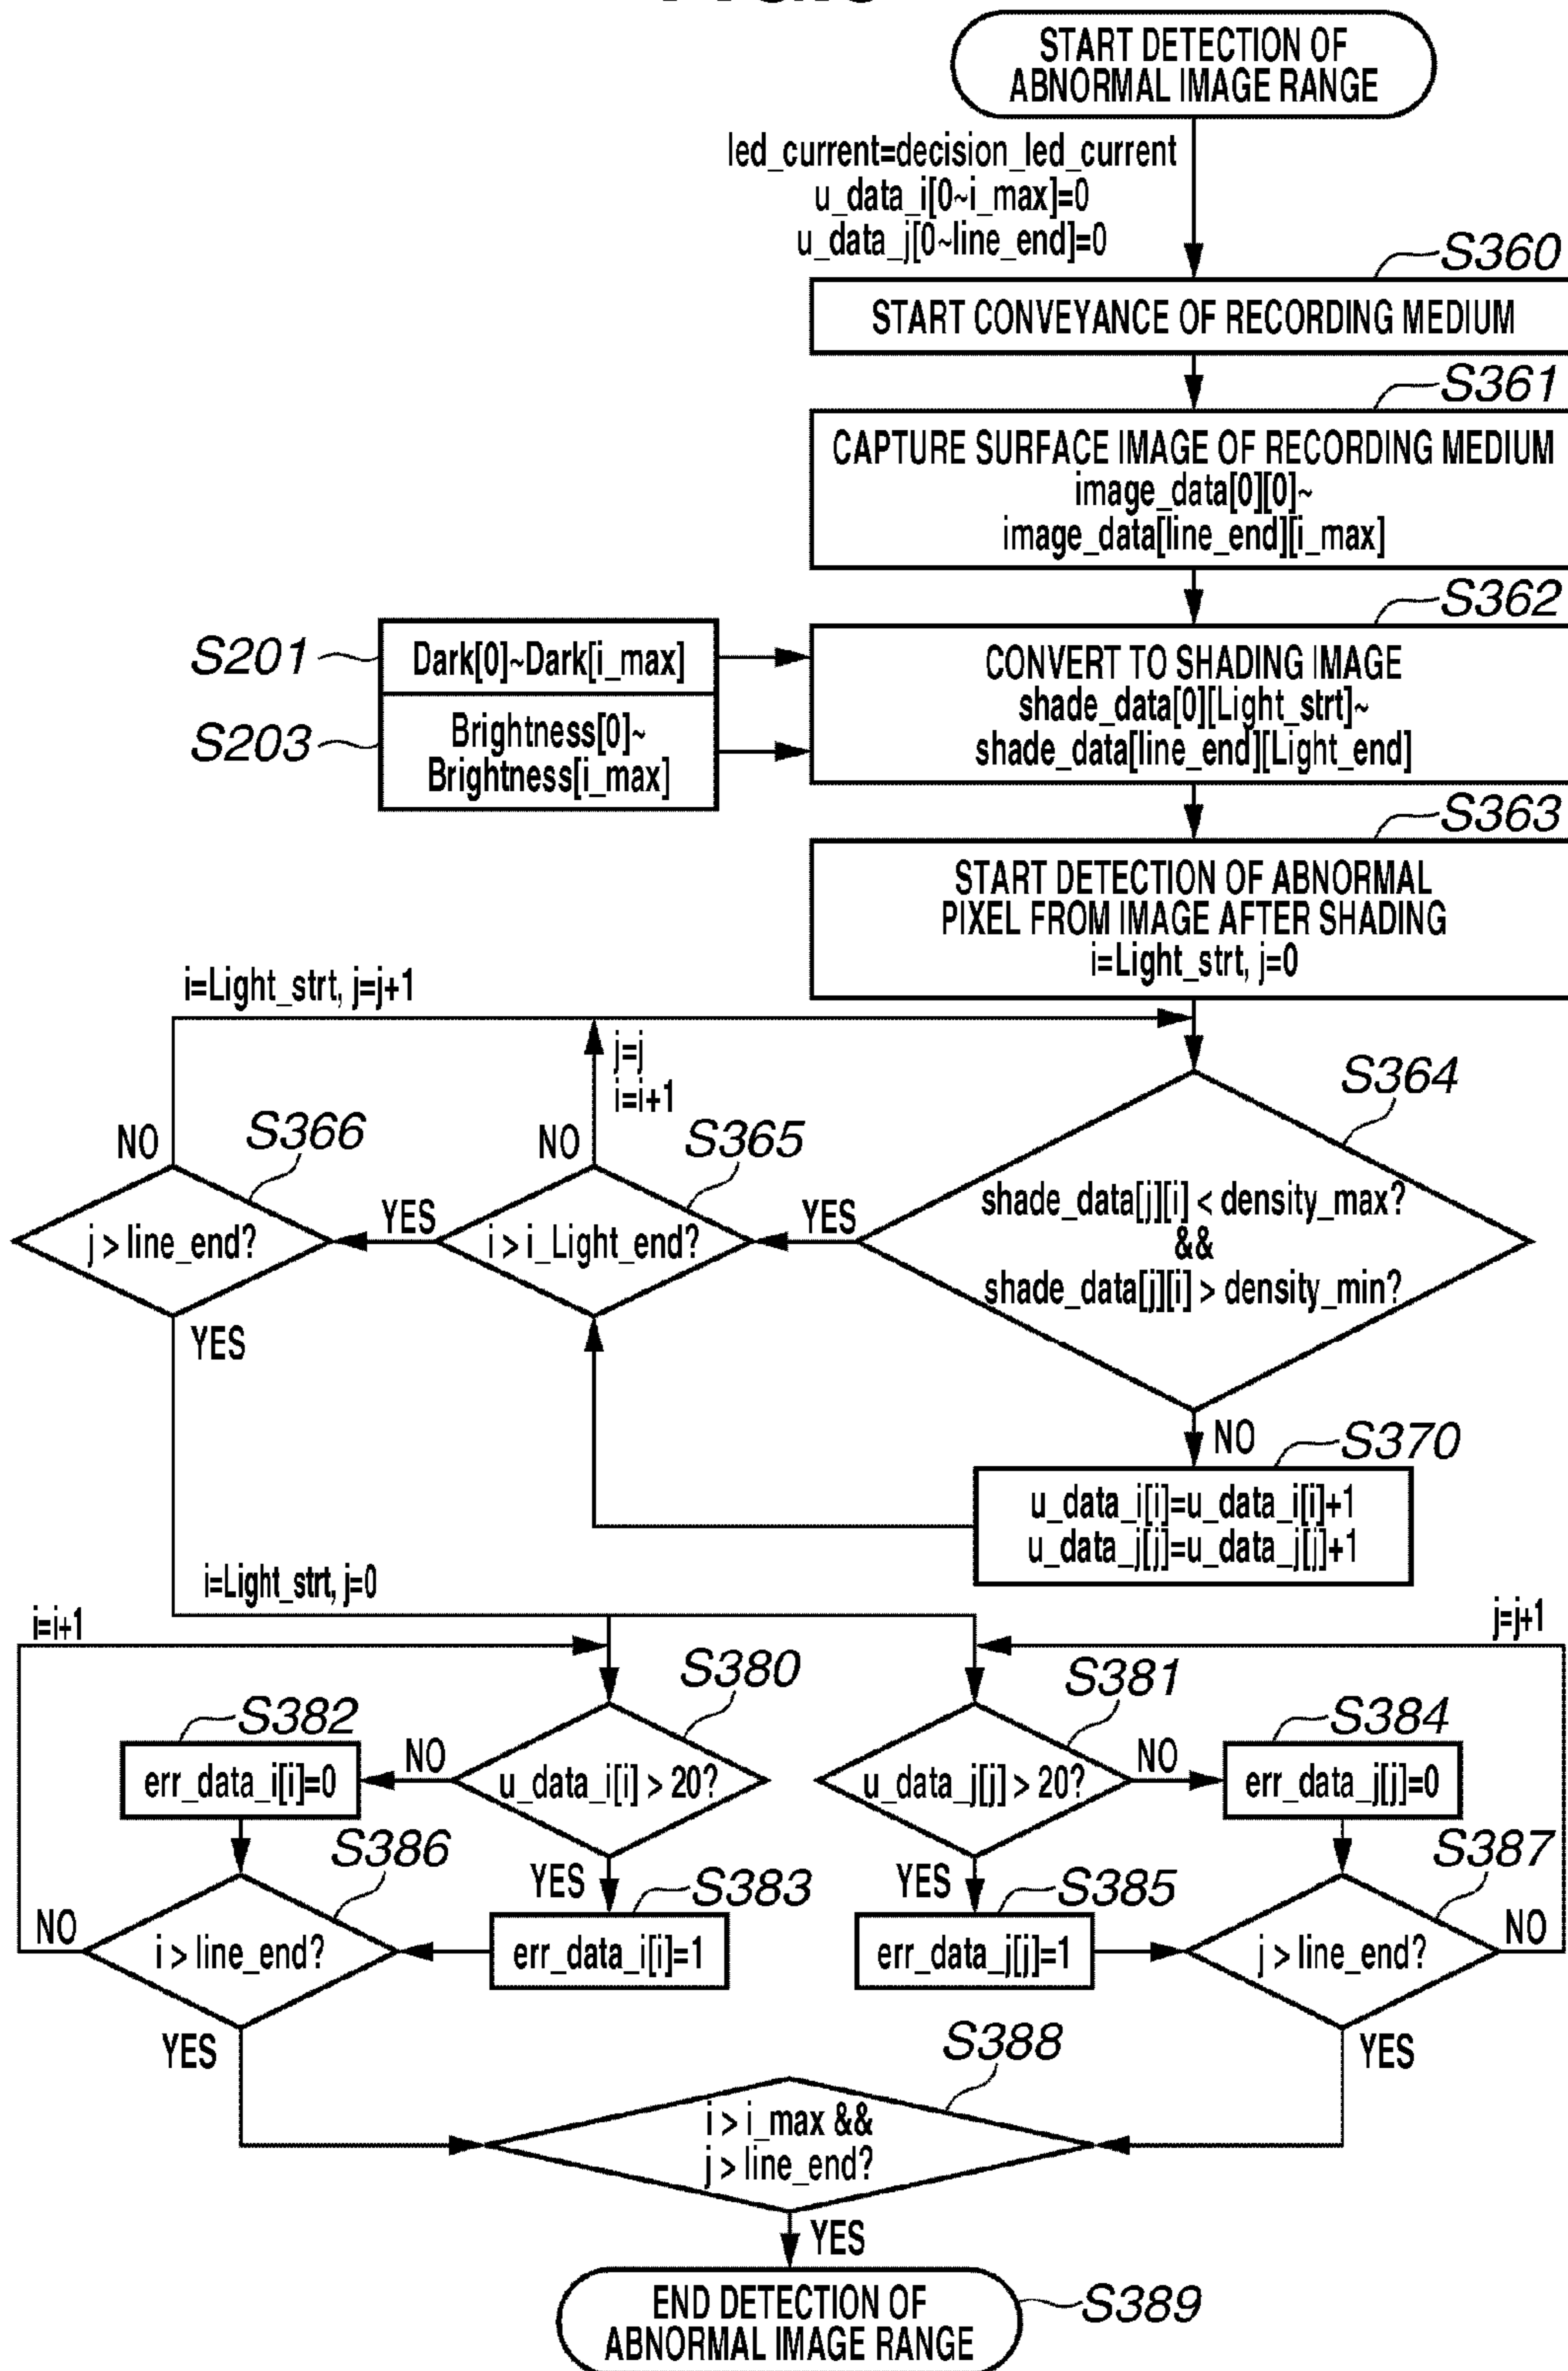 START DETECTION OF
ABNORMAL IMAGE RANGE
led_current=decision_led_current
u_data_i[0~i_max]=0
u_data_j[0~line_end]=0
S360
START CONVEYANCE OF RECORDING MEDIUM
S361
CAPTURE SURFACE IMAGE OF RECORDING MEDIUM
image_data[0][0]~
image_data[line_end][i_max]
S362
S201
Dark[0]~Dark[i_max]
CONVERT TO SHADING IMAGE
shade_data[0][Light_strt]~
shade_data[line_end][Light_end]
S203
Brightness[0]~
Brightness[i_max]
S363
START DETECTION OF ABNORMAL
PIXEL FROM IMAGE AFTER SHADING
i=Light_strt, j=0
i=Light_strt, j=j+1
j=j
i=i+1
S364
S366
NO
S365
NO
shade_data[j][i] < density_max?
&&
shade_data[j][i] > density_min?
YES
i > i_Light_end?
YES
j > line_end?
YES
NO
S370
u_data_i[i]=u_data_i[i]+1
u_data_j[j]=u_data_j[j]+1
i=Light_strt, j=0
i=i+1
j=j+1
S380
S381
S382
S384
err_data_i[i]=0
NO
u_data_i[i] > 20?
u_data_j[j] > 20?
NO
err_data_j[j]=0
S386
S387
YES
S383
YES
S385
NO
i > line_end?
err_data_i[i]=1
err_data_j[j]=1
j > line_end?
NO
YES
YES
S388
i > i_max &&
j > line_end?
YES
END DETECTION OF
ABNORMAL IMAGE RANGE
S389